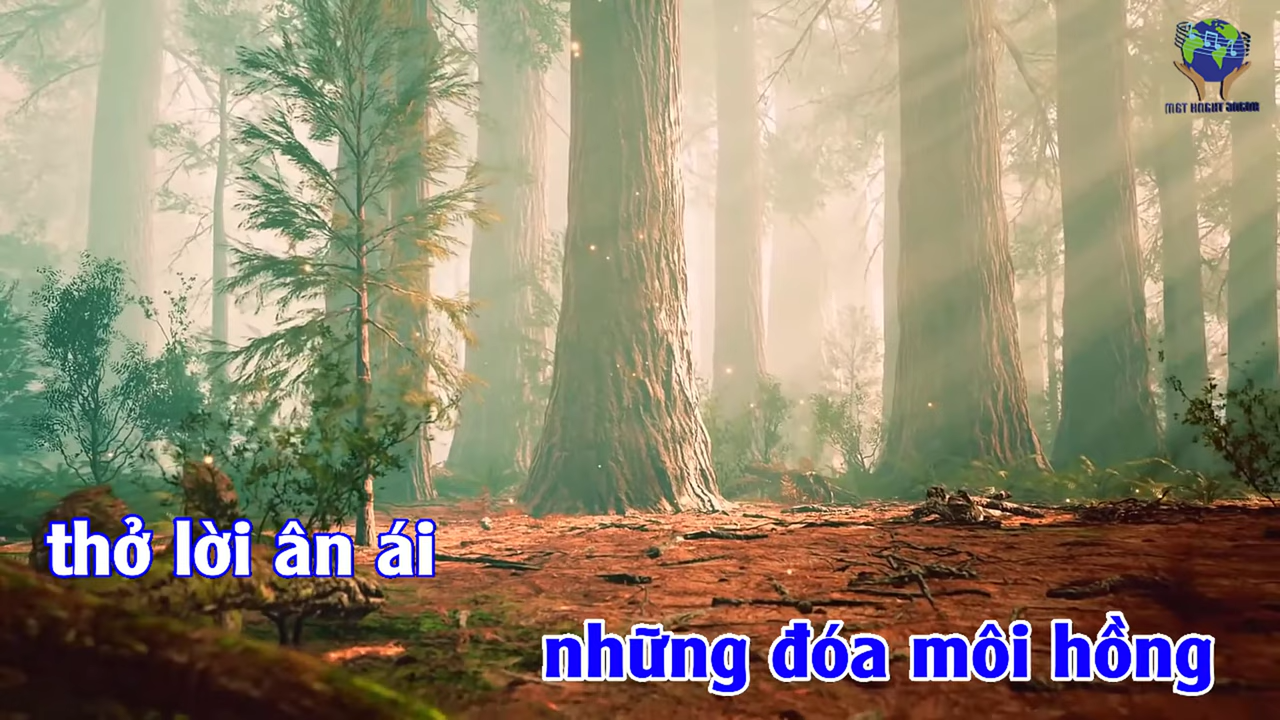 thở lời ân ái
những đóa môi hồng